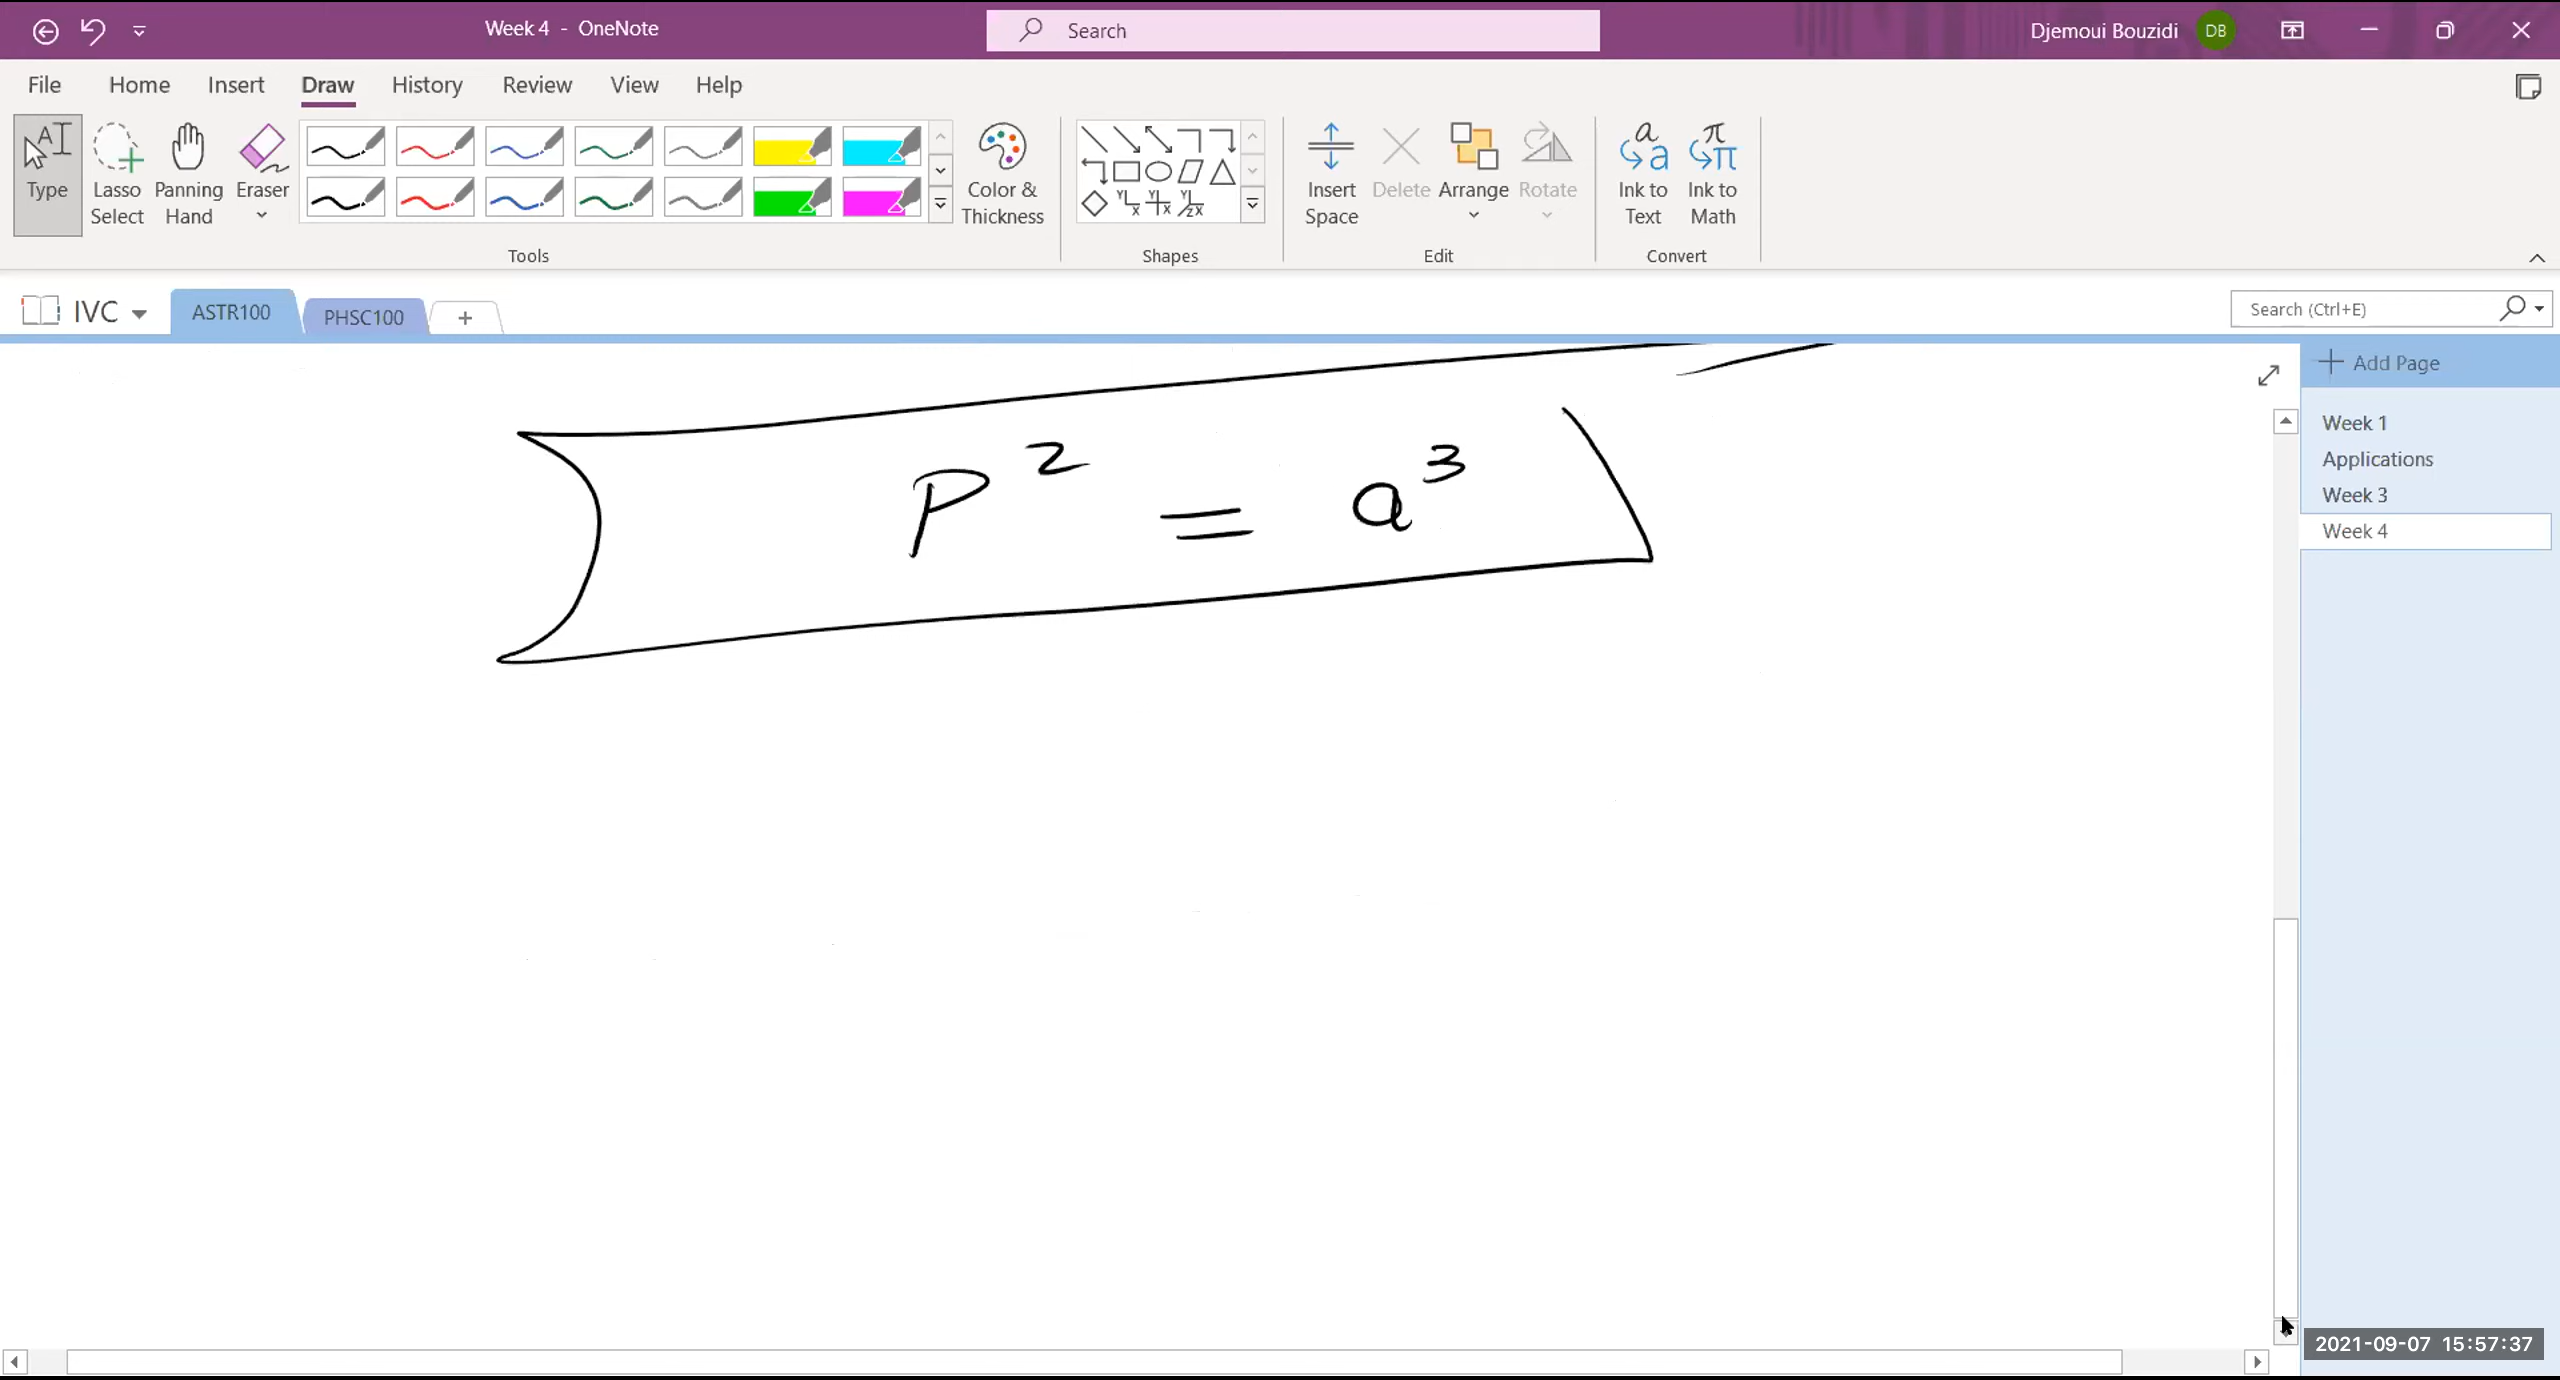 Week 4 - OneNote
Search
Djemoui Bouzidi
DB
File Home Insert Draw History Review View Help
Type
Lasso Select
Panning Hand
Eraser
Color & Thickness
Insert Space
Delete
Arrange
Rotate
Ink to Text
Ink to Math
Tools
Shapes
Edit
Convert
IVC
ASTR100
PHSC100
+
Search (Ctrl+E)
Add Page
Week 1
Applications
Week 3
Week 4
P² = a³
2021-09-07 15:57:37